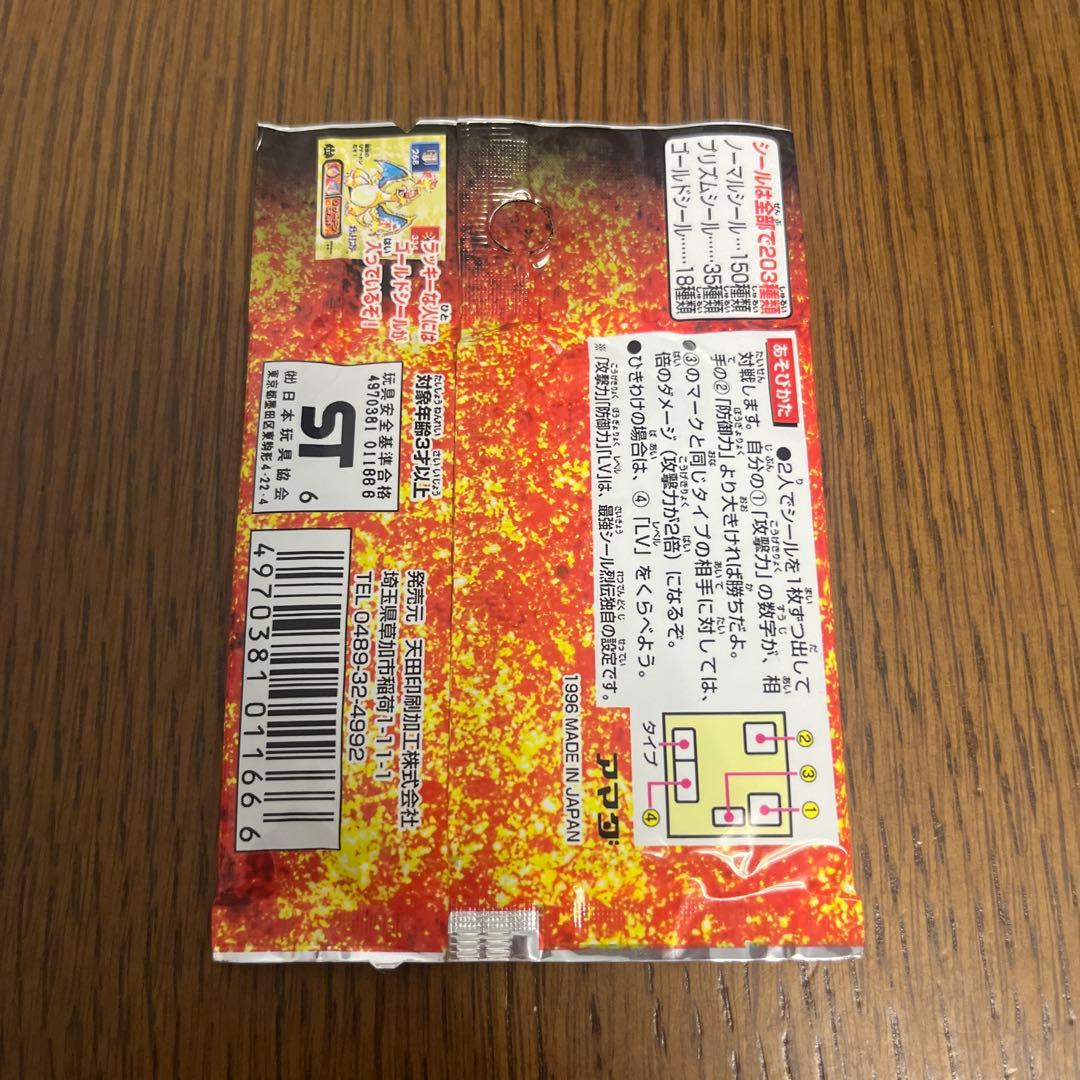 シールは全部で203種類
ノーマルシール…150種類
プリズムシール……35種類
ゴールドシール……18種類
あそびかた
●2人でシールを1枚ずつ出して
対戦します。自分の①「攻撃力」の数字が、相
手の②「防御力」より大きければ勝ちだよ。
●③のマークと同じタイプの相手に対しては、
倍のダメージ(攻撃力が2倍)になるぞ。
●ひきわけの場合は、④「LV」をくらべよう。
※「攻撃力」「防御力」「LV」は、最強シール烈伝独自の設定です。
②
③
①
タイプ
④
アマダ
1996 MADE IN JAPAN
268
※ラッキーな人には
ゴールドシールが
入っているぞ!
対象年齢3才以上
玩具安全基準合格
4970381 011888
ST
6
(社)日本玩具協会
東京都墨田区東駒形4-22-4
発売元 天田印刷加工株式会社
埼玉県草加市稲荷1-11-1
TEL 0489-32-4992
4970381011666